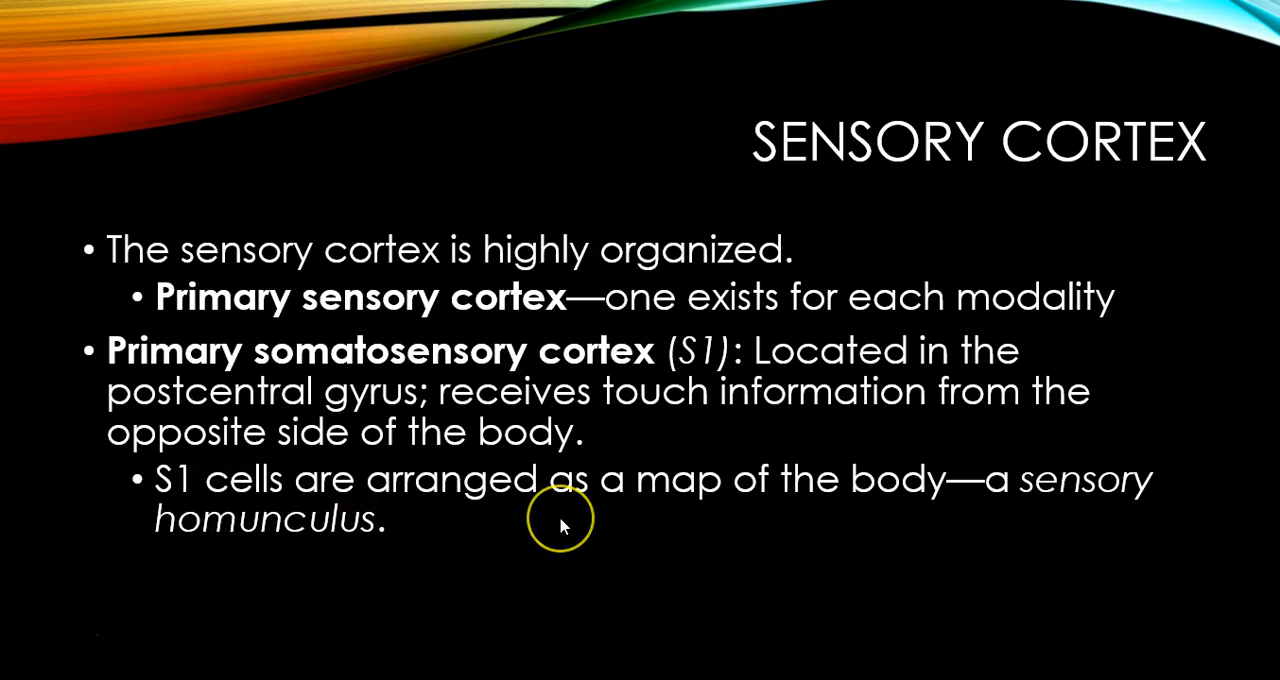 SENSORY CORTEX
• The sensory cortex is highly organized.
• Primary sensory cortex—one exists for each modality
• Primary somatosensory cortex (S1): Located in the
postcentral gyrus; receives touch information from the
opposite side of the body.
• S1 cells are arranged as a map of the body—a sensory
homunculus.